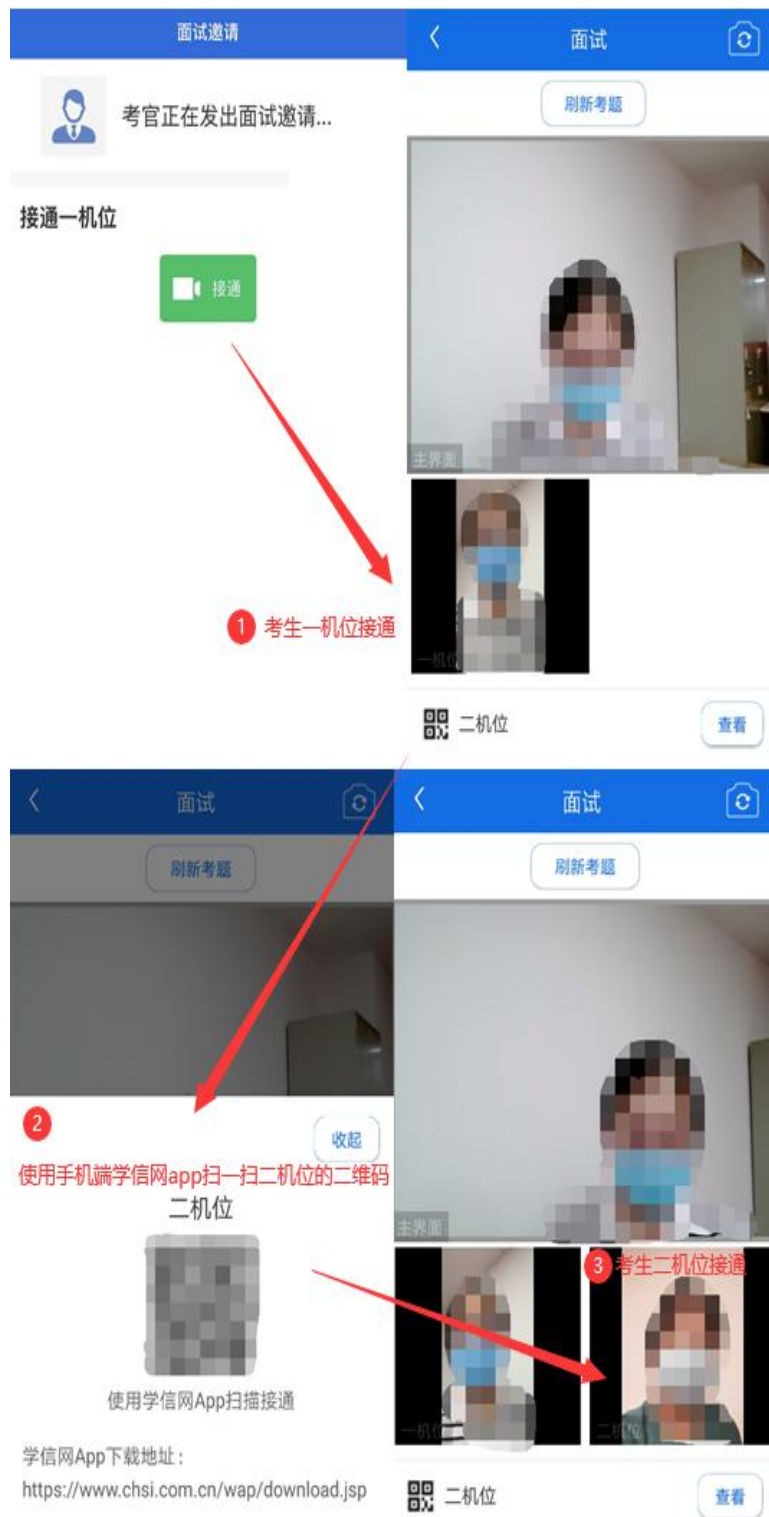 面试邀请
考官正在发出面试邀请...
接通一机位
接通
1 考生一机位接通
面试
刷新考题
主界面
一机位
二机位
查看
面试
刷新考题
2
收起
使用手机端学信网app扫一扫二机位的二维码
二机位
使用学信网App扫描接通
学信网App下载地址：
https://www.chsi.com.cn/wap/download.jsp
面试
刷新考题
主界面
3 考生二机位接通
一机位
二机位
二机位
查看